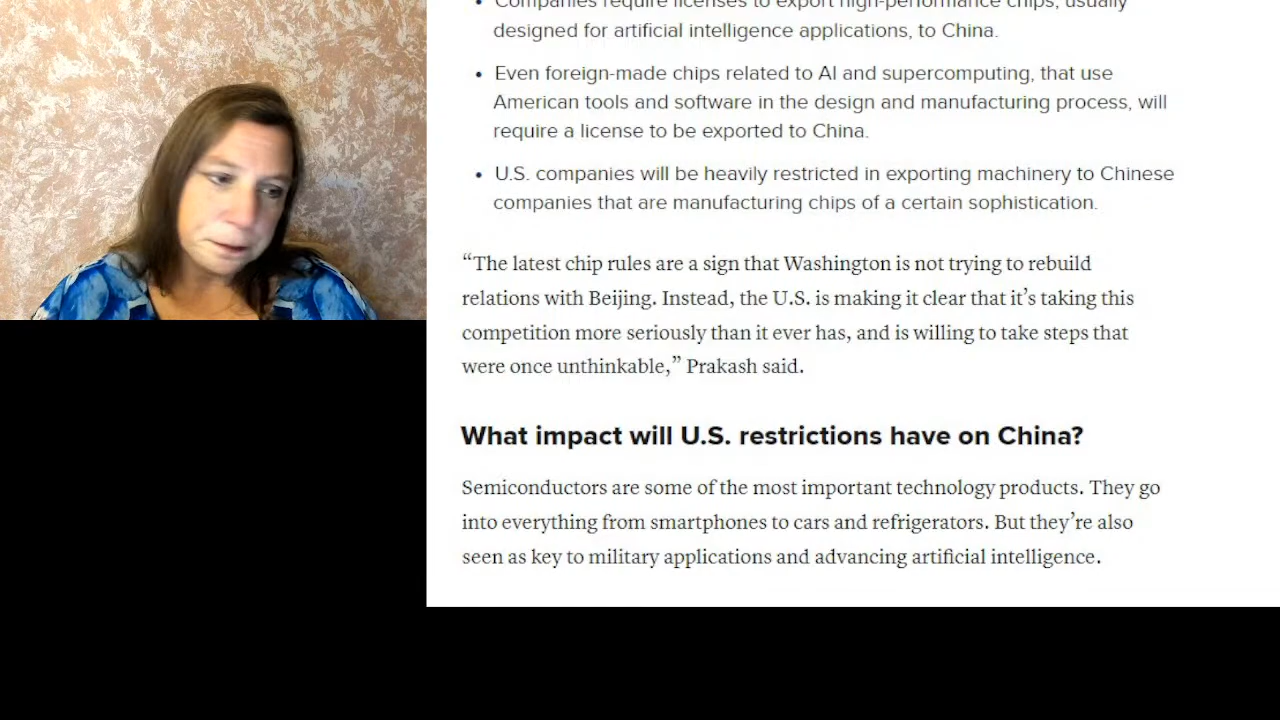 Companies require licenses to export high-performance chips, usually
designed for artificial intelligence applications, to China.
Even foreign-made chips related to AI and supercomputing, that use
American tools and software in the design and manufacturing process, will
require a license to be exported to China.
U.S. companies will be heavily restricted in exporting machinery to Chinese
companies that are manufacturing chips of a certain sophistication.
“The latest chip rules are a sign that Washington is not trying to rebuild
relations with Beijing. Instead, the U.S. is making it clear that it’s taking this
competition more seriously than it ever has, and is willing to take steps that
were once unthinkable,” Prakash said.
What impact will U.S. restrictions have on China?
Semiconductors are some of the most important technology products. They go
into everything from smartphones to cars and refrigerators. But they’re also
seen as key to military applications and advancing artificial intelligence.